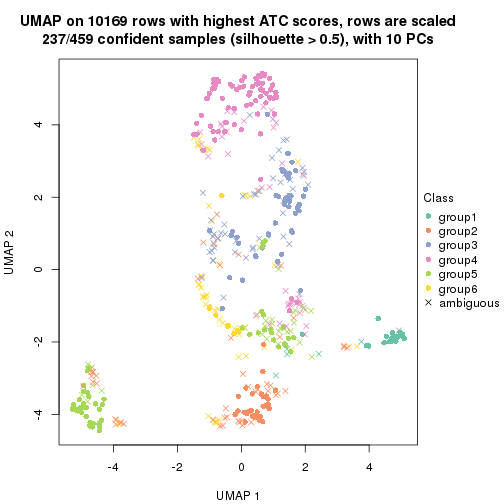 UMAP on 10169 rows with highest ATC scores, rows are scaled
237/459 confident samples (silhouette > 0.5), with 10 PCs
4
2
0
-2
-4
UMAP 2
-4
-2
0
2
4
UMAP 1
Class
group1
group2
group3
group4
group5
group6
ambiguous